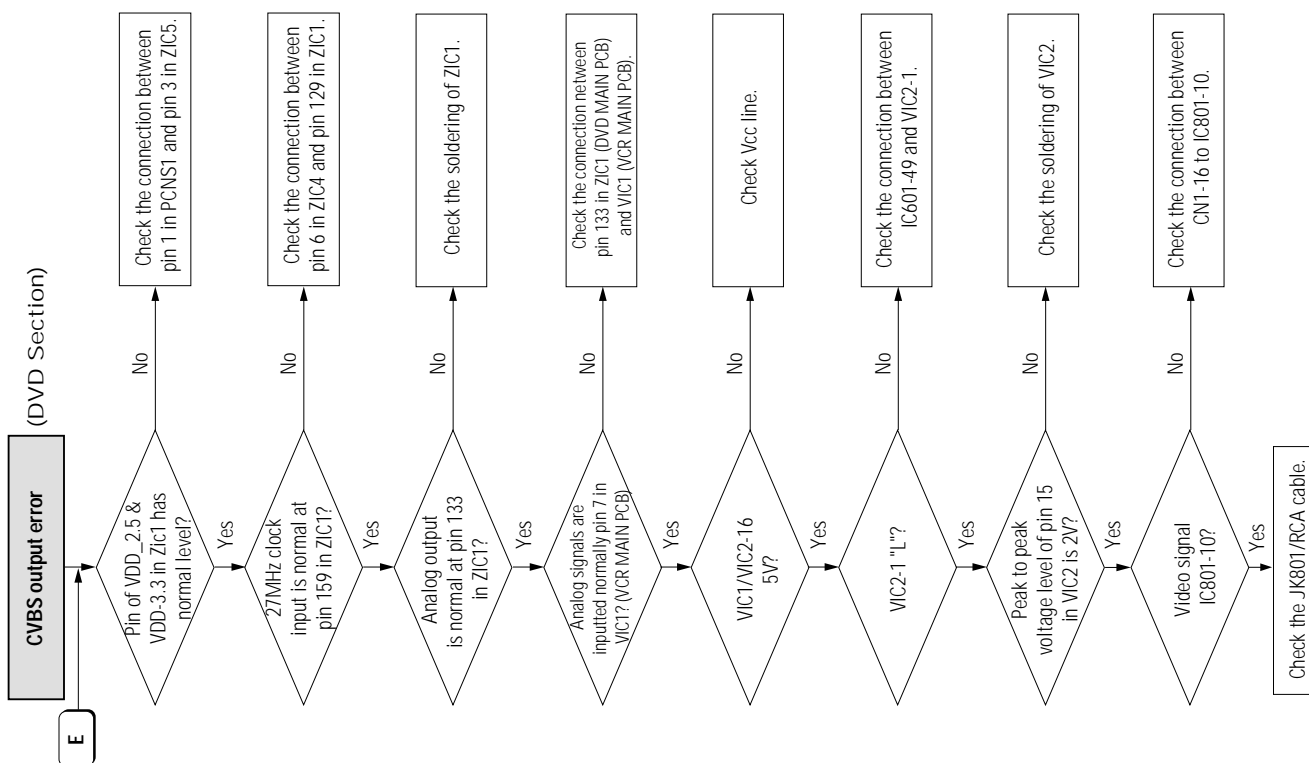 (DVD Section)
CVBS output error
E
Pin of VDD_2.5 &
VDD-3.3 in Zic1 has
normal level?
No
Check the connection between
pin 1 in PCNS1 and pin 3 in ZIC5.
Yes
27MHz clock
input is normal at
pin 159 in ZIC1?
No
Check the connection between
pin 6 in ZIC4 and pin 129 in ZIC1.
Yes
Analog output
is normal at pin 133
in ZIC1?
No
Check the soldering of ZIC1.
Yes
Analog signals are
inputted normally pin 7 in
VIC1? (VCR MAIN PCB)
No
Check the connection netween
pin 133 in ZIC1 (DVD MAIN PCB)
and VIC1 (VCR MAIN PCB).
Yes
VIC1/VIC2-16
5V?
No
Check Vcc line.
Yes
VIC2-1 "L"?
No
Check the connection between
IC601-49 and VIC2-1.
Yes
Peak to peak
voltage level of pin 15
in VIC2 is 2V?
No
Check the soldering of VIC2.
Yes
Video signal
IC801-10?
No
Check the connection between
CN1-16 to IC801-10.
Yes
Check the JK801/RCA cable.